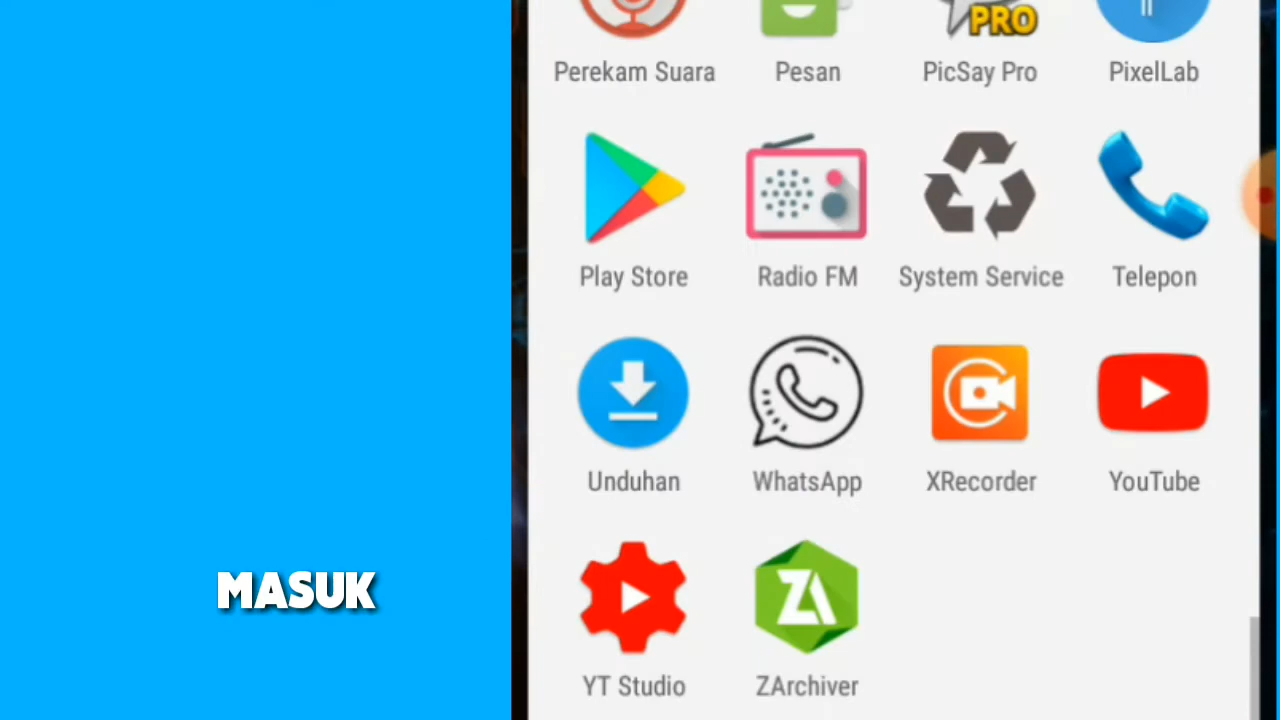 PRO
Perekam Suara
Pesan
PicSay Pro
PixelLab
Play Store
Radio FM
System Service
Telepon
Unduhan
WhatsApp
XRecorder
YouTube
MASUK
ZA
YT Studio
ZArchiver